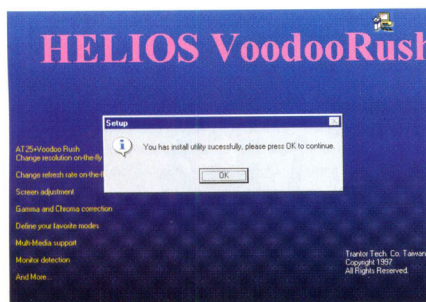 HELIOS VoodooRush
Setup
You has install utility sucessfully, please press OK to continue.
OK
AT25+Voodoo Rush
Change resolution on-the-fly
Change refresh rate on-the-fl
Screen adjustment
Gamma and Chroma correction
Define your favorite modes
Multi-Media support
Monitor detection
And More...
Trantor Tech. Co. Taiwan
Copyright 1997
All Rights Reserved.